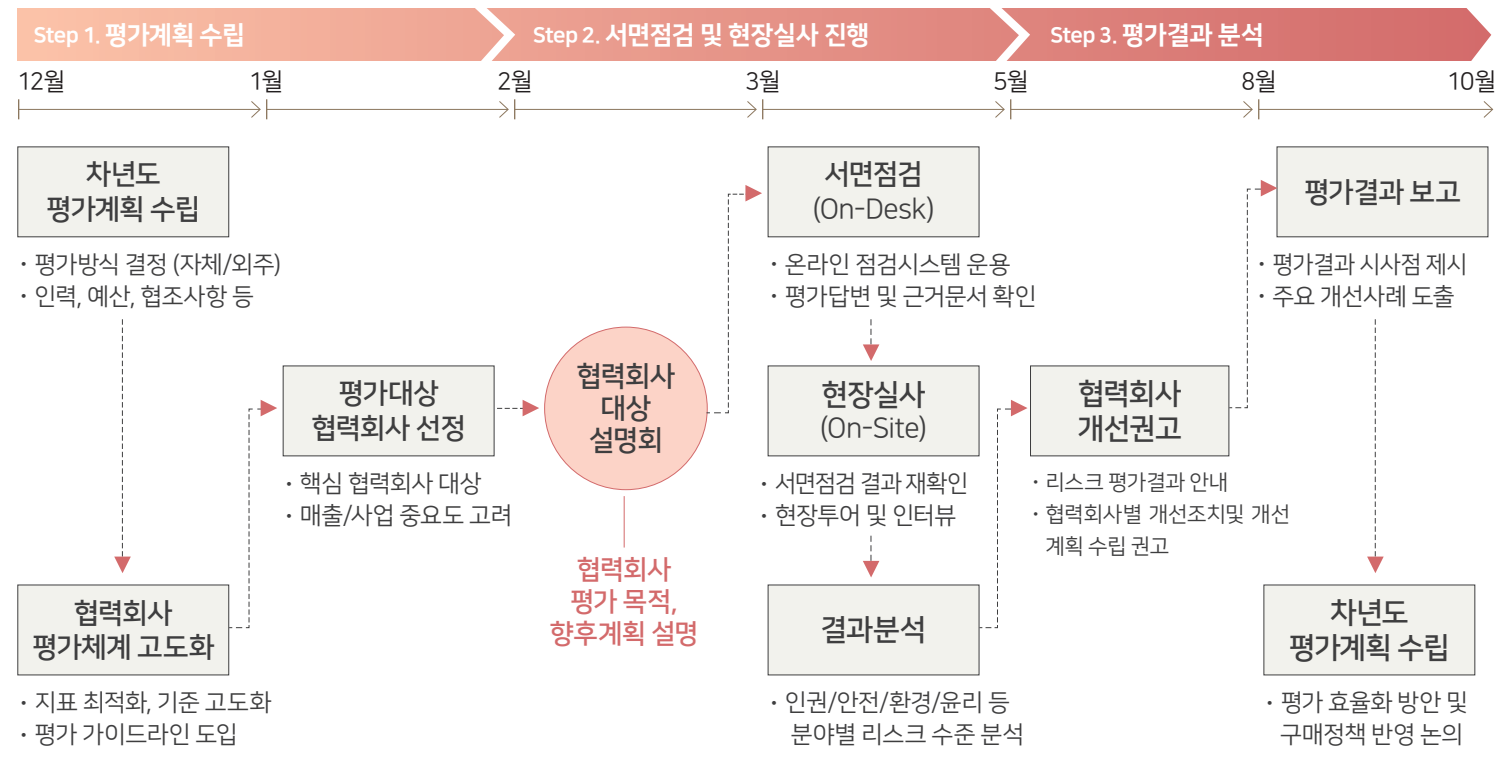 Step 1. 평가계획 수립
Step 2. 서면점검 및 현장실사 진행
Step 3. 평가결과 분석
12월
1월
2월
3월
5월
8월
10월
차년도
평가계획 수립
· 평가방식 결정 (자체/외주)
· 인력, 예산, 협조사항 등
협력회사
평가체계 고도화
· 지표 최적화, 기준 고도화
· 평가 가이드라인 도입
평가대상
협력회사 선정
· 핵심 협력회사 대상
· 매출/사업 중요도 고려
협력회사
대상
설명회
협력회사
평가 목적,
향후계획 설명
서면점검
(On-Desk)
· 온라인 점검시스템 운용
· 평가답변 및 근거문서 확인
현장실사
(On-Site)
· 서면점검 결과 재확인
· 현장투어 및 인터뷰
결과분석
· 인권/안전/환경/윤리 등
분야별 리스크 수준 분석
협력회사
개선권고
· 리스크 평가결과 안내
· 협력회사별 개선조치및 개선
계획 수립 권고
평가결과 보고
· 평가결과 시사점 제시
· 주요 개선사례 도출
차년도
평가계획 수립
· 평가 효율화 방안 및
구매정책 반영 논의